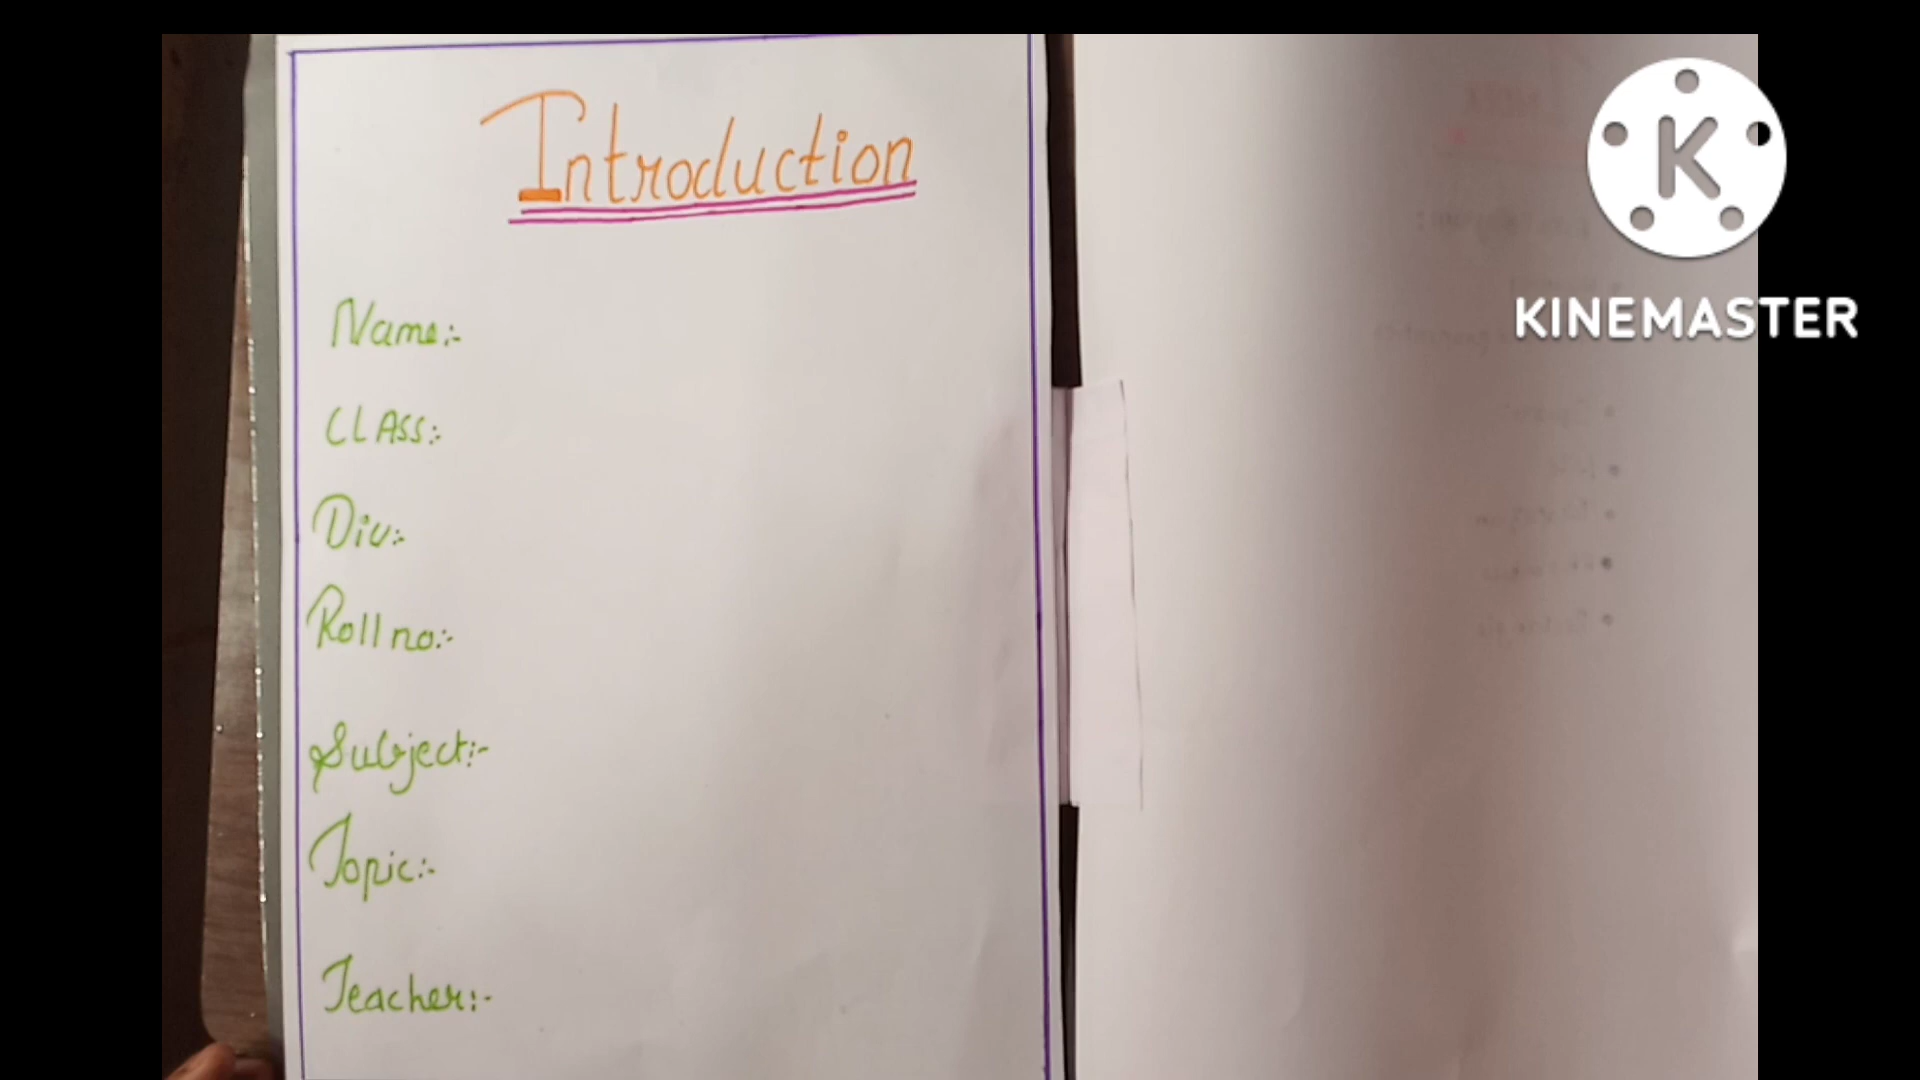 Introduction
Name:-
CLASS:-
Div:-
Roll no:-
Subject:-
Topic:-
Teacher:-
K
KINEMASTER